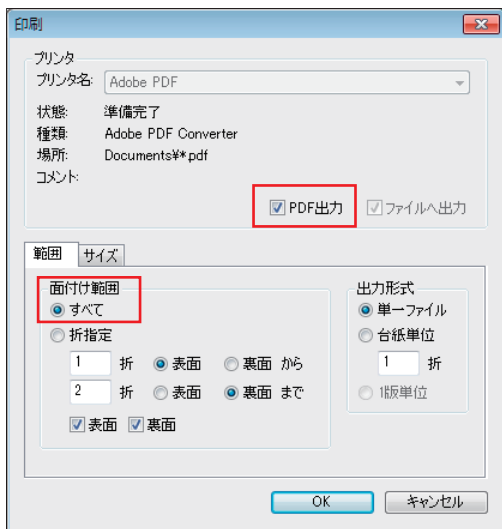 印刷
プリンタ
プリンタ名: Adobe PDF
状態: 準備完了
種類: Adobe PDF Converter
場所: Documents¥*.pdf
コメント:
PDF出力 ファイルへ出力
範囲 サイズ
面付け範囲
すべて
折指定
1 折 表面 裏面 から
2 折 表面 裏面 まで
表面 裏面
出力形式
単一ファイル
台紙単位
1 折
1版単位
OK キャンセル